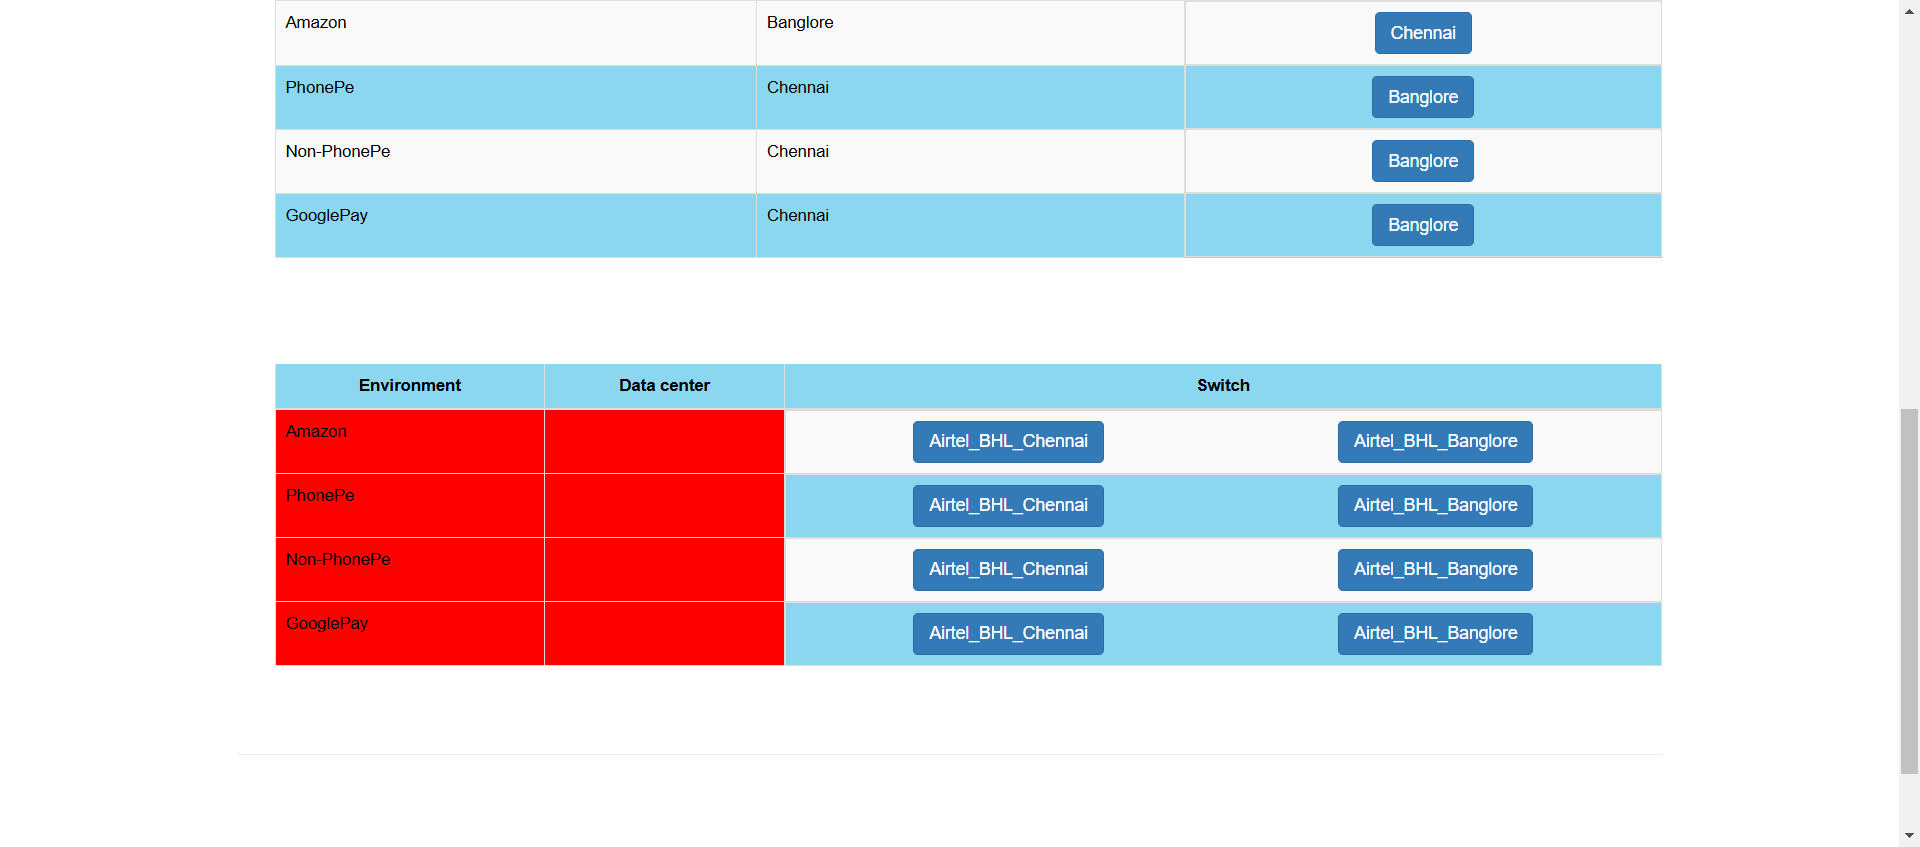 Amazon Banglore Chennai
PhonePe Chennai Banglore
Non-PhonePe Chennai Banglore
GooglePay Chennai Banglore
Environment Data center Switch
Amazon Airtel_BHL_Chennai Airtel_BHL_Banglore
PhonePe Airtel_BHL_Chennai Airtel_BHL_Banglore
Non-PhonePe Airtel_BHL_Chennai Airtel_BHL_Banglore
GooglePay Airtel_BHL_Chennai Airtel_BHL_Banglore